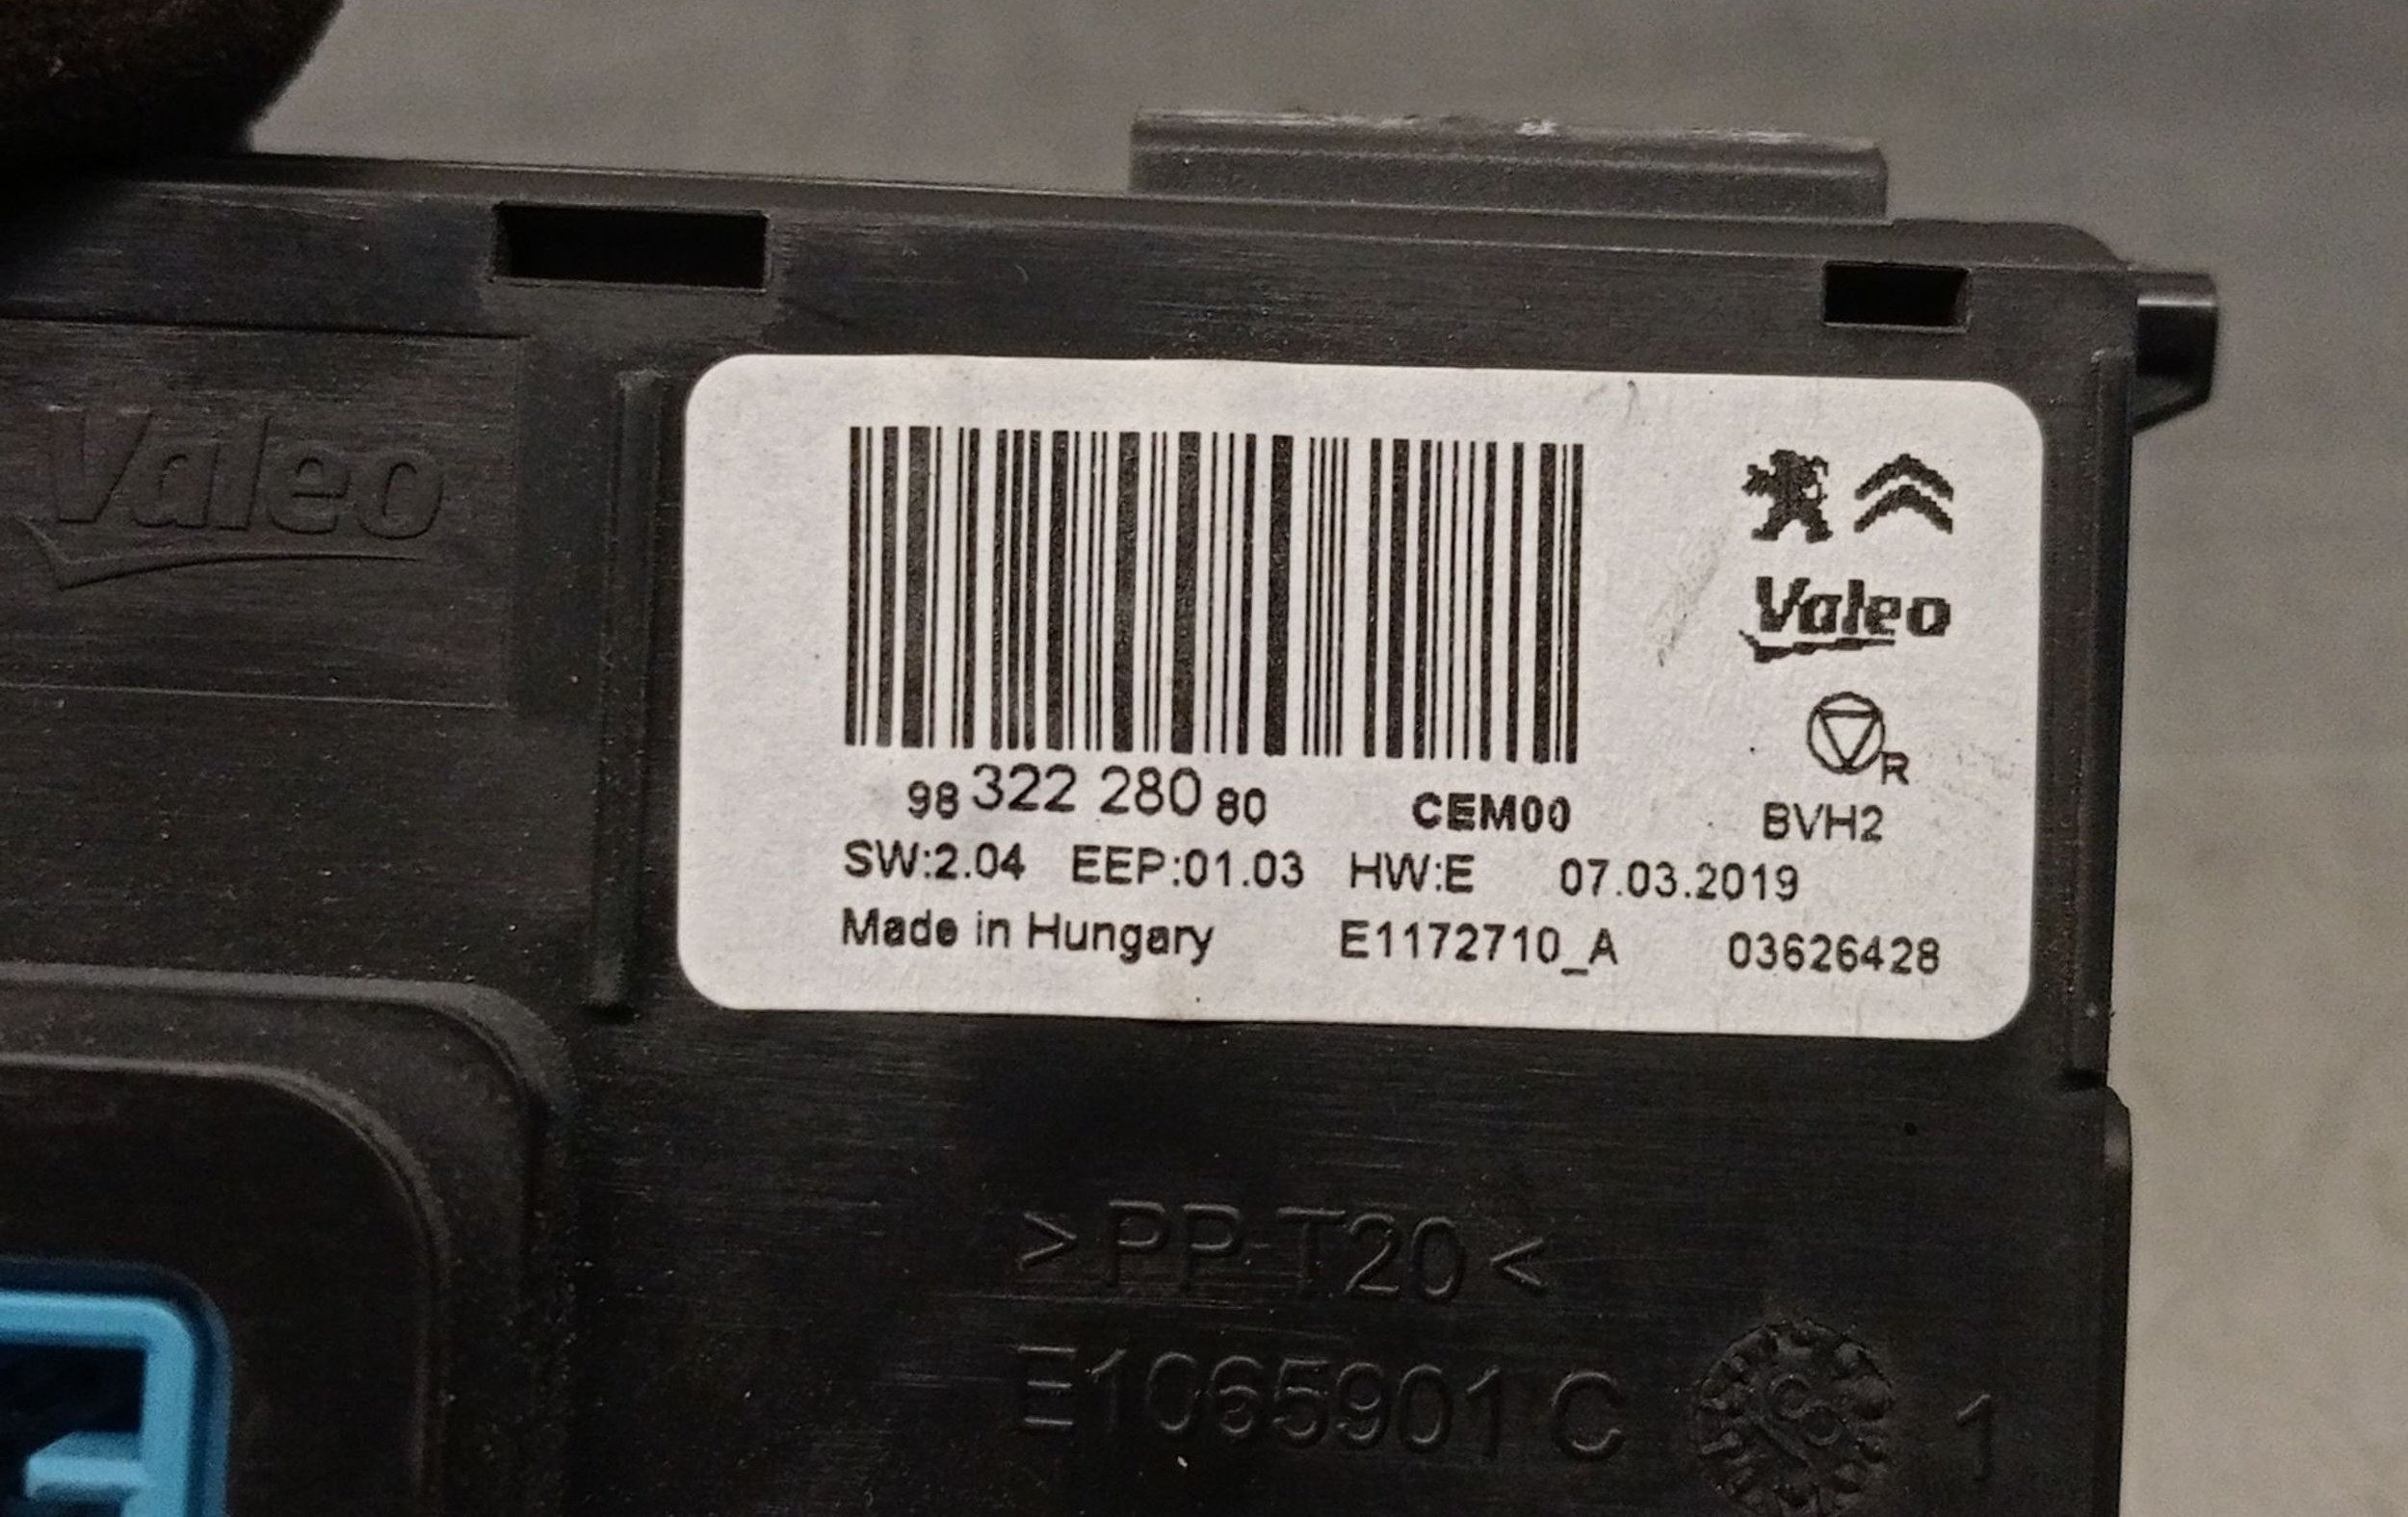 Valeo
98 322 280 80 CEM00
Valeo
R
BVH2
SW:2.04 EEP:01.03 HW:E 07.03.2019
Made in Hungary E1172710_A 03626428
>PP-T20<
E1065901 C 1